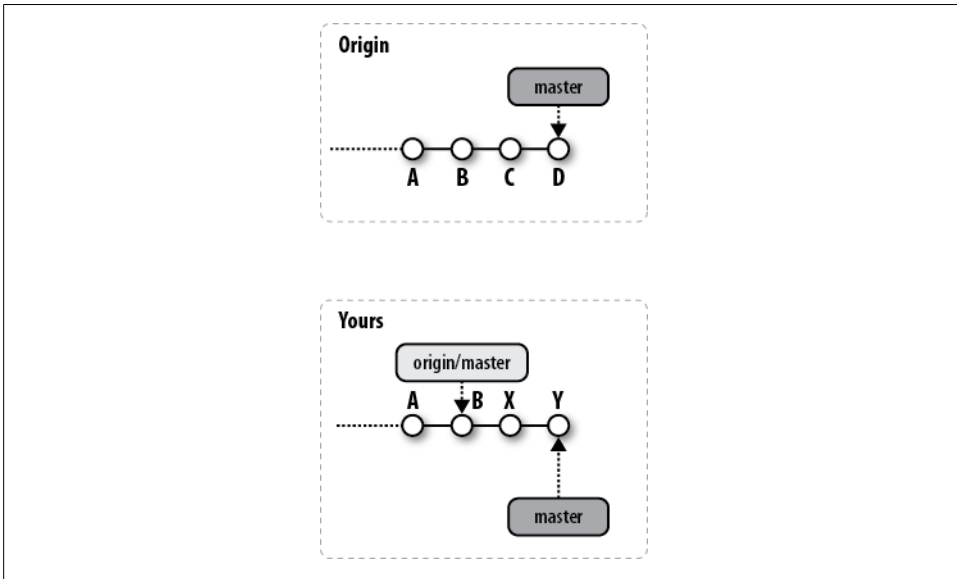 Origin
master
A B C D
Yours
origin/master
A B X Y
master